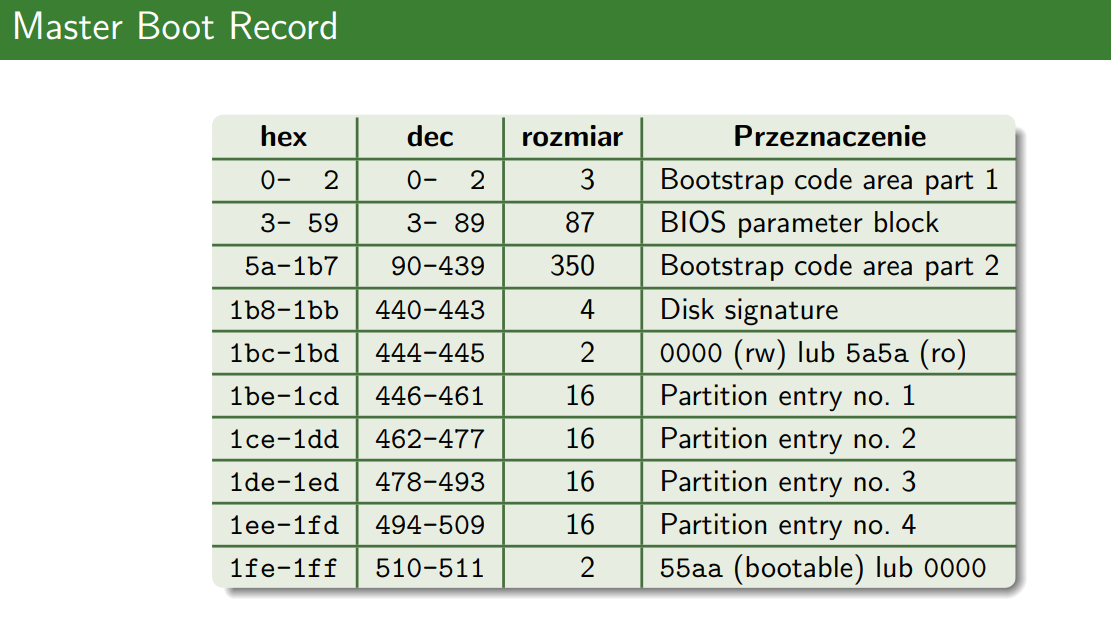 Master Boot Record
hex dec rozmiar Przeznaczenie
0- 2 0- 2 3 Bootstrap code area part 1
3- 59 3- 89 87 BIOS parameter block
5a-1b7 90-439 350 Bootstrap code area part 2
1b8-1bb 440-443 4 Disk signature
1bc-1bd 444-445 2 0000 (rw) lub 5a5a (ro)
1be-1cd 446-461 16 Partition entry no. 1
1ce-1dd 462-477 16 Partition entry no. 2
1de-1ed 478-493 16 Partition entry no. 3
1ee-1fd 494-509 16 Partition entry no. 4
1fe-1ff 510-511 2 55aa (bootable) lub 0000